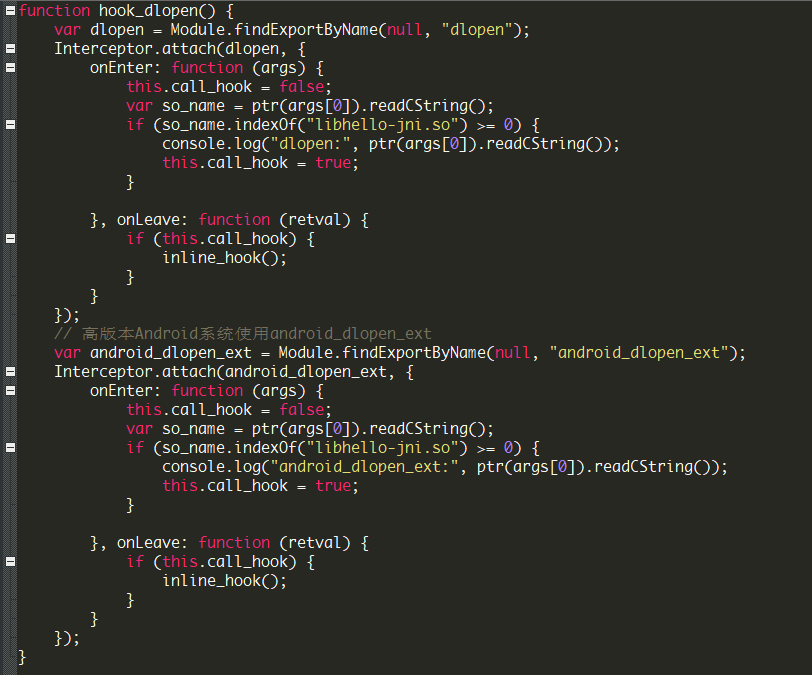 function hook_dlopen() {
    var dlopen = Module.findExportByName(null, "dlopen");
    Interceptor.attach(dlopen, {
        onEnter: function (args) {
            this.call_hook = false;
            var so_name = ptr(args[0]).readCString();
            if (so_name.indexOf("libhello-jni.so") >= 0) {
                console.log("dlopen:", ptr(args[0]).readCString());
                this.call_hook = true;
            }

        }, onLeave: function (retval) {
            if (this.call_hook) {
                inline_hook();
            }
        }
    });
    // 高版本Android系统使用android_dlopen_ext
    var android_dlopen_ext = Module.findExportByName(null, "android_dlopen_ext");
    Interceptor.attach(android_dlopen_ext, {
        onEnter: function (args) {
            this.call_hook = false;
            var so_name = ptr(args[0]).readCString();
            if (so_name.indexOf("libhello-jni.so") >= 0) {
                console.log("android_dlopen_ext:", ptr(args[0]).readCString());
                this.call_hook = true;
            }

        }, onLeave: function (retval) {
            if (this.call_hook) {
                inline_hook();
            }
        }
    });
}